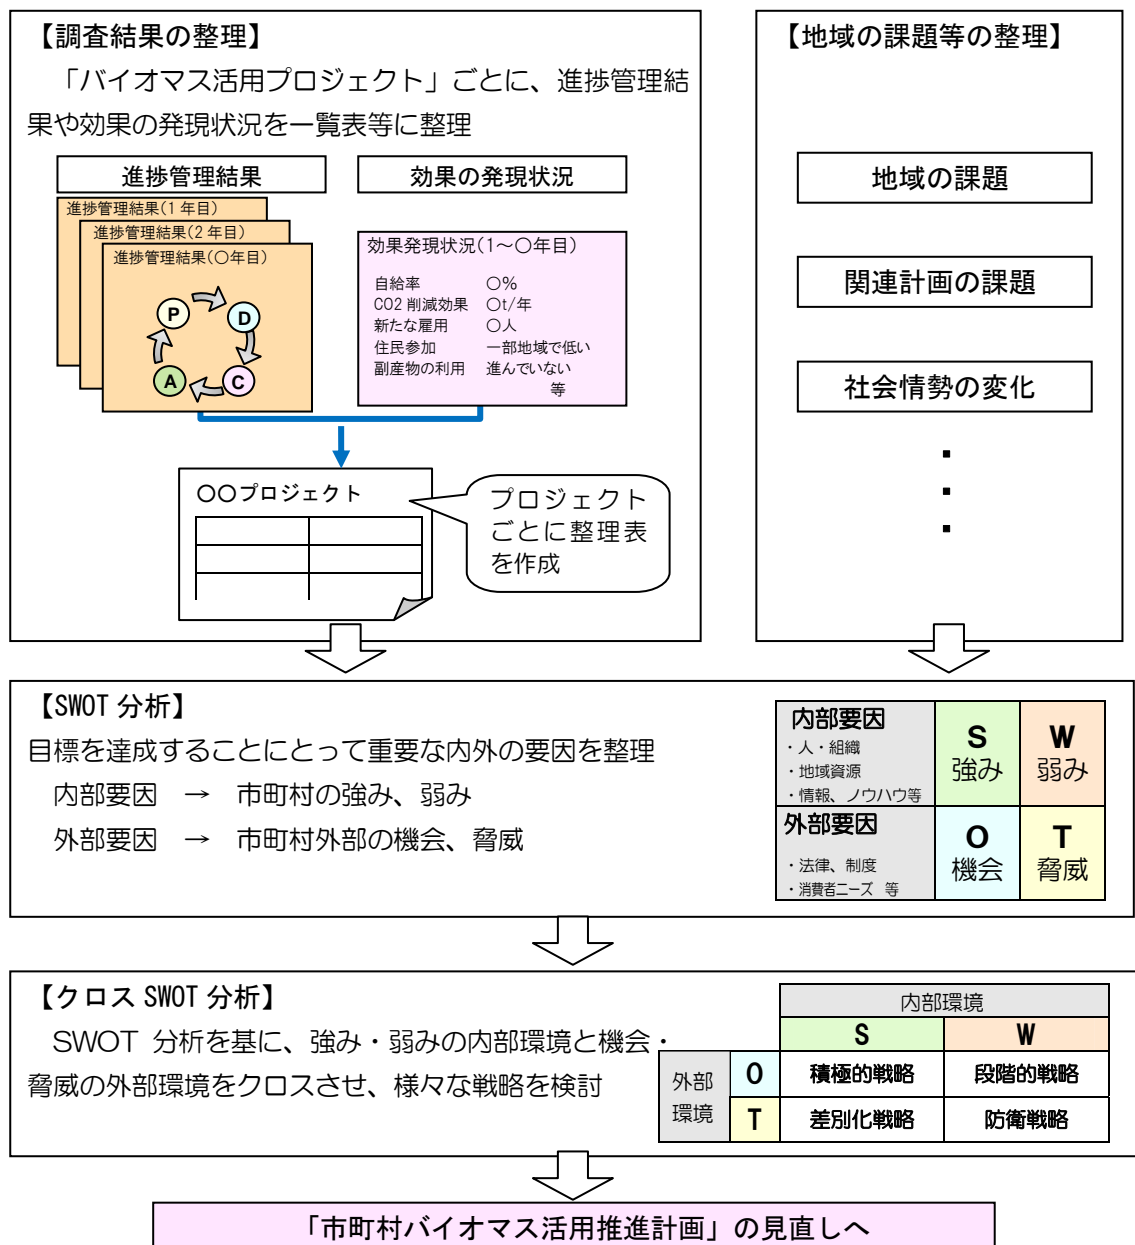 【調査結果の整理】
「バイオマス活用プロジェクト」ごとに、進捗管理結
果や効果の発現状況を一覧表等に整理
進捗管理結果
効果の発現状況
進捗管理結果(1年目)
進捗管理結果(2年目)
進捗管理結果(〇年目)
P
D
A
C
効果発現状況(1～〇年目)
自給率 〇%
CO2削減効果 〇t/年
新たな雇用 〇人
住民参加 一部地域で低い
副産物の利用 進んでいない
等
〇〇プロジェクト
プロジェクト
ごとに整理表
を作成
【地域の課題等の整理】
地域の課題
関連計画の課題
社会情勢の変化
・
・
・
【SWOT分析】
目標を達成することにとって重要な内外の要因を整理
内部要因 → 市町村の強み、弱み
外部要因 → 市町村外部の機会、脅威
内部要因
・人・組織
・地域資源
・情報、ノウハウ等
S
強み
W
弱み
外部要因
・法律、制度
・消費者ニーズ 等
O
機会
T
脅威
【クロスSWOT分析】
SWOT 分析を基に、強み・弱みの内部環境と機会・
脅威の外部環境をクロスさせ、様々な戦略を検討
内部環境
S W
外部
環境
O 積極的戦略 段階的戦略
T 差別化戦略 防衛戦略
「市町村バイオマス活用推進計画」の見直しへ